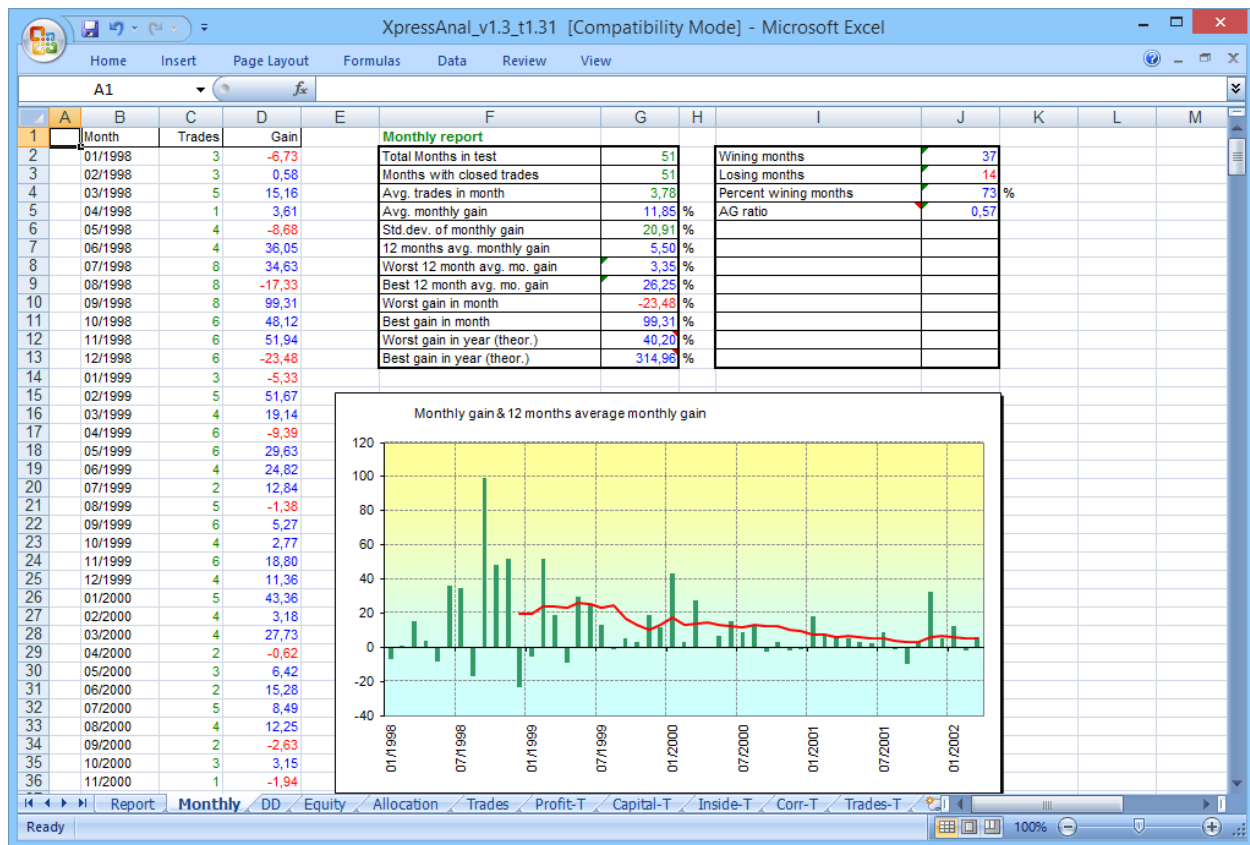 XpressAnal_v1.3_t1.31 [Compatibility Mode] - Microsoft Excel
Home Insert Page Layout Formulas Data Review View
A1 fx
A B C D E F G H I J K L M
1 Month Trades Gain Monthly report
2 01/1998 3 -6,73 Total Months in test 51 Wining months 37
3 02/1998 3 0,58 Months with closed trades 51 Losing months 14
4 03/1998 5 15,16 Avg. trades in month 3,78 Percent wining months 73 %
5 04/1998 1 3,61 Avg. monthly gain 11,85 % AG ratio 0,57
6 05/1998 4 -8,68 Std.dev. of monthly gain 20,91 %
7 06/1998 4 36,05 12 months avg. monthly gain 5,50 %
8 07/1998 8 34,63 Worst 12 month avg. mo. gain 3,35 %
9 08/1998 8 -17,33 Best 12 month avg. mo. gain 26,25 %
10 09/1998 8 99,31 Worst gain in month -23,48 %
11 10/1998 6 48,12 Best gain in month 99,31 %
12 11/1998 6 51,94 Worst gain in year (theor.) 40,20 %
13 12/1998 6 -23,48 Best gain in year (theor.) 314,96 %
14 01/1999 3 -5,33
15 02/1999 5 51,67
16 03/1999 4 19,14
17 04/1999 6 -9,39
18 05/1999 6 29,63
19 06/1999 4 24,82
20 07/1999 2 12,84
21 08/1999 5 -1,38
22 09/1999 6 5,27
23 10/1999 4 2,77
24 11/1999 6 18,80
25 12/1999 4 11,36
26 01/2000 5 43,36
27 02/2000 4 3,18
28 03/2000 4 27,73
29 04/2000 2 -0,62
30 05/2000 3 6,42
31 06/2000 2 15,28
32 07/2000 5 8,49
33 08/2000 4 12,25
34 09/2000 2 -2,63
35 10/2000 3 3,15
36 11/2000 1 -1,94
Monthly gain & 12 months average monthly gain
120
100
80
60
40
20
0
-20
-40
01/1998 07/1998 01/1999 07/1999 01/2000 07/2000 01/2001 07/2001 01/2002
Report Monthly DD Equity Allocation Trades Profit-T Capital-T Inside-T Corr-T Trades-T
Ready 100%